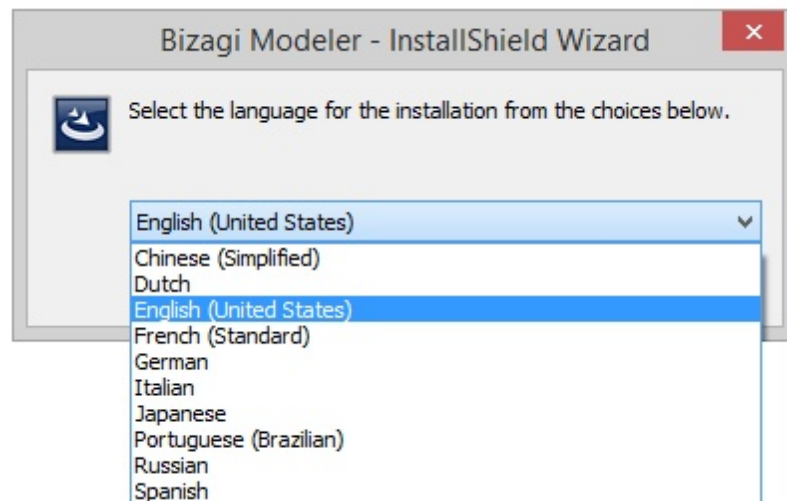 Bizagi Modeler - InstallShield Wizard
Select the language for the installation from the choices below.
English (United States)
Chinese (Simplified)
Dutch
English (United States)
French (Standard)
German
Italian
Japanese
Portuguese (Brazilian)
Russian
Spanish